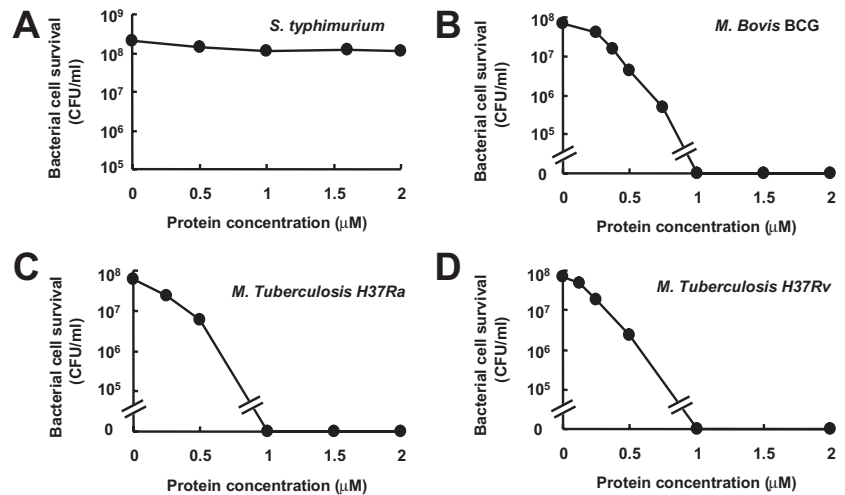 A
S. typhimurium
Bacterial cell survival
(CFU/ml)
10⁹
10⁸
10⁷
10⁶
10⁵
0 0.5 1 1.5 2
Protein concentration (μM)
B
M. Bovis BCG
Bacterial cell survival
(CFU/ml)
10⁸
10⁷
10⁶
10⁵
0
0 0.5 1 1.5 2
Protein concentration (μM)
C
M. Tuberculosis H37Ra
Bacterial cell survival
(CFU/ml)
10⁸
10⁷
10⁶
10⁵
0
0 0.5 1 1.5 2
Protein concentration (μM)
D
M. Tuberculosis H37Rv
Bacterial cell survival
(CFU/ml)
10⁸
10⁷
10⁶
10⁵
0
0 0.5 1 1.5 2
Protein concentration (μM)